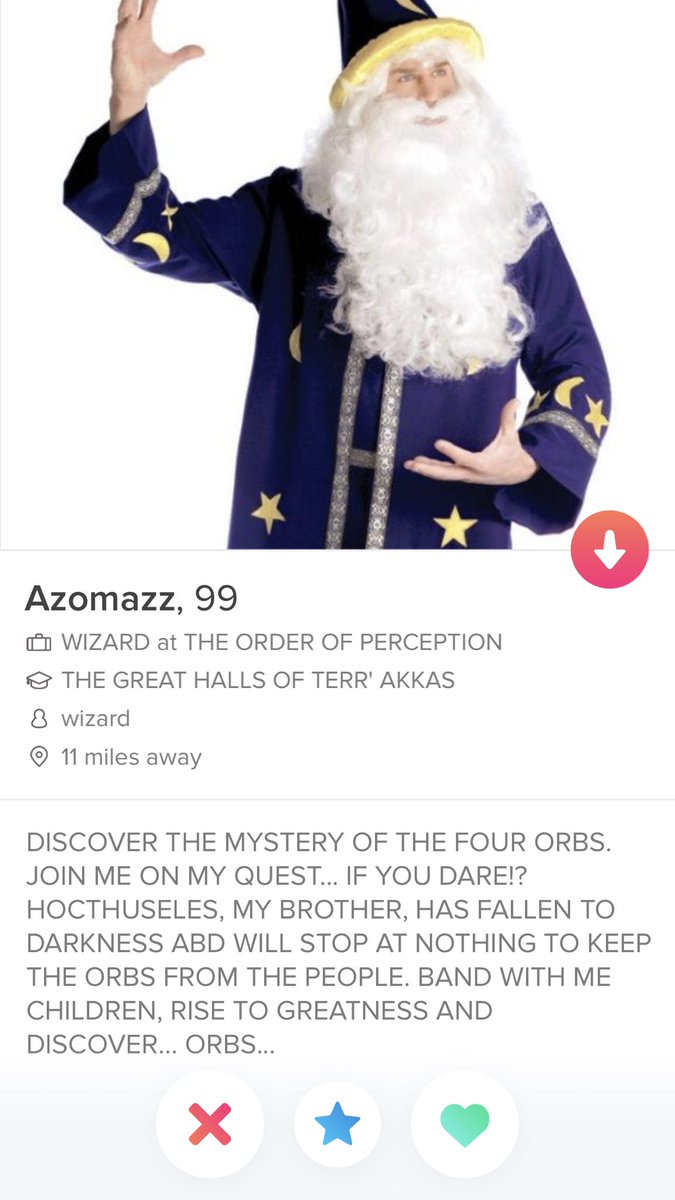 Azomazz, 99
WIZARD at THE ORDER OF PERCEPTION
THE GREAT HALLS OF TERR' AKKAS
wizard
11 miles away
DISCOVER THE MYSTERY OF THE FOUR ORBS.
JOIN ME ON MY QUEST... IF YOU DARE!?
HOCTHUSELES, MY BROTHER, HAS FALLEN TO
DARKNESS ABD WILL STOP AT NOTHING TO KEEP
THE ORBS FROM THE PEOPLE. BAND WITH ME
CHILDREN, RISE TO GREATNESS AND
DISCOVER... ORBS...